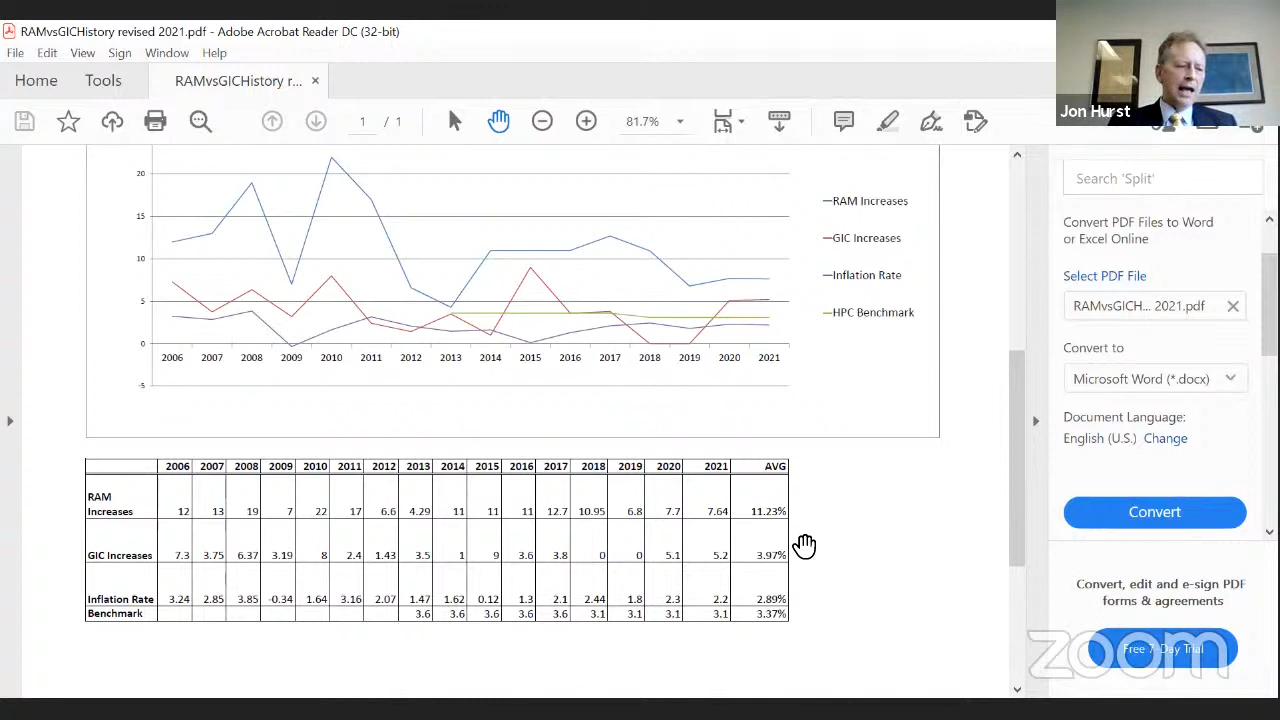 RAMvsGICHistory revised 2021.pdf - Adobe Acrobat Reader DC (32-bit)
File Edit View Sign Window Help
Home Tools RAMvsGICHistory r... ×
1 / 1 81.7%
Jon Hurst
20
15
10
5
0
-5
2006 2007 2008 2009 2010 2011 2012 2013 2014 2015 2016 2017 2018 2019 2020 2021
RAM Increases
GIC Increases
Inflation Rate
HPC Benchmark
2006 2007 2008 2009 2010 2011 2012 2013 2014 2015 2016 2017 2018 2019 2020 2021 AVG
RAM
Increases 12 13 19 7 22 17 6.6 4.29 11 11 11 12.7 10.95 6.8 7.7 7.64 11.23%
GIC Increases 7.3 3.75 6.37 3.19 8 2.4 1.43 3.5 1 9 3.6 3.8 0 0 5.1 5.2 3.97%
Inflation Rate 3.24 2.85 3.85 -0.34 1.64 3.16 2.07 1.47 1.62 0.12 1.3 2.1 2.44 1.8 2.3 2.2 2.89%
Benchmark 3.6 3.6 3.6 3.6 3.6 3.1 3.1 3.1 3.1 3.37%
Search 'Split'
Convert PDF Files to Word
or Excel Online
Select PDF File
RAMvsGICH... 2021.pdf
Convert to
Microsoft Word (*.docx)
Document Language:
English (U.S.) Change
Convert
Convert, edit and e-sign PDF
forms & agreements
Free 7-Day Trial
zoom